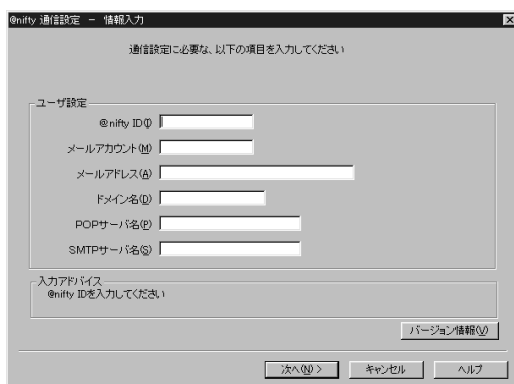 @nifty 通信設定 － 情報入力
通信設定に必要な、以下の項目を入力してください
ユーザ設定
@nifty ID(I)
メールアカウント(M)
メールアドレス(A)
ドメイン名(D)
POPサーバ名(P)
SMTPサーバ名(S)
入力アドバイス
@nifty IDを入力してください
バージョン情報(V)
次へ(N) >
キャンセル
ヘルプ